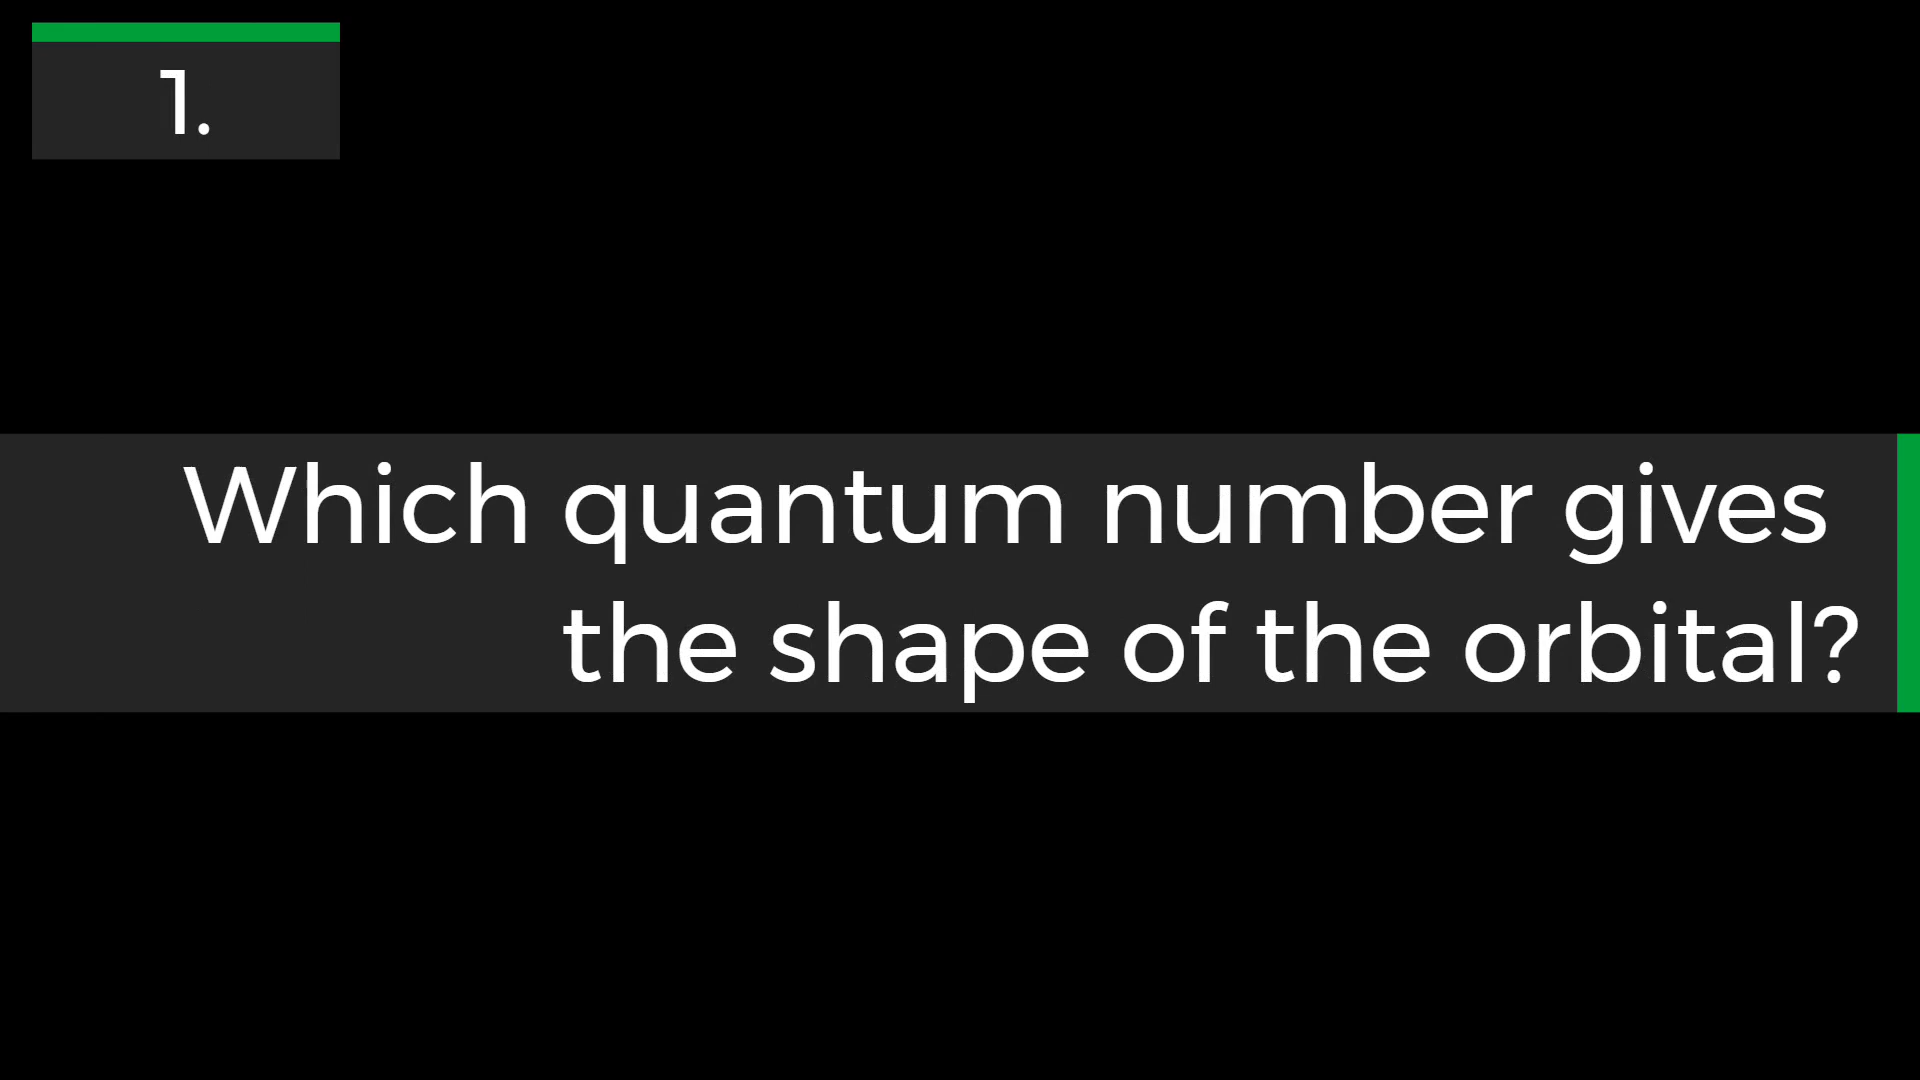 1.
Which quantum number gives
the shape of the orbital?